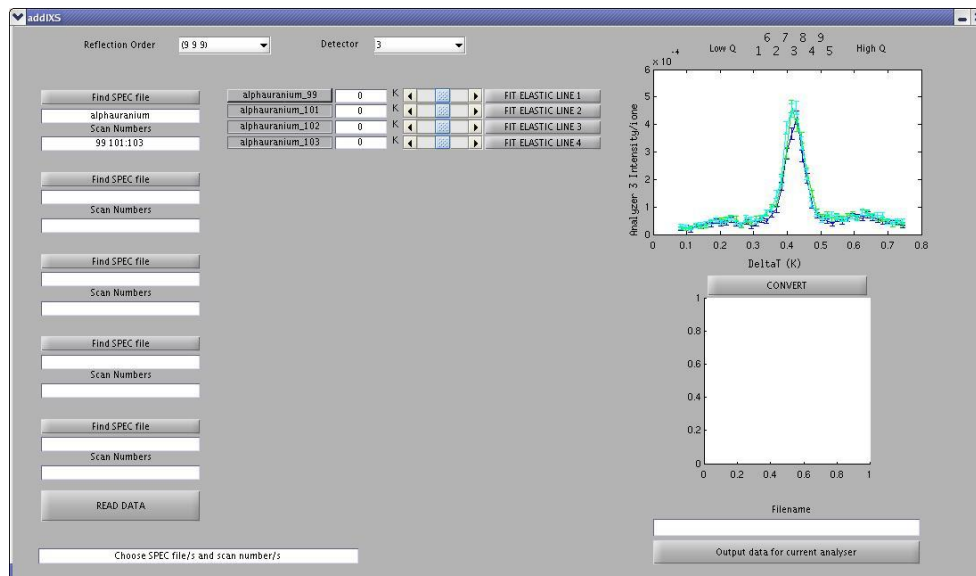 addIXS
Reflection Order (9 9 9) Detector 3
Find SPEC file
alphauranium
Scan Numbers
99 101:103
Find SPEC file
Scan Numbers
Find SPEC file
Scan Numbers
Find SPEC file
Scan Numbers
Find SPEC file
Scan Numbers
READ DATA
Choose SPEC file/s and scan number/s
alphauranium_99 0 K FIT ELASTIC LINE 1
alphauranium_101 0 K FIT ELASTIC LINE 2
alphauranium_102 0 K FIT ELASTIC LINE 3
alphauranium_103 0 K FIT ELASTIC LINE 4
6 7 8 9
Low Q 1 2 3 4 5 High Q
× 10 -4
6
5
4
3
2
1
0
Analyzer 3 Intensity/ione
0 0.1 0.2 0.3 0.4 0.5 0.6 0.7 0.8
DeltaT (K)
CONVERT
1
0.8
0.6
0.4
0.2
0
0 0.2 0.4 0.6 0.8 1
Filename
Output data for current analyser